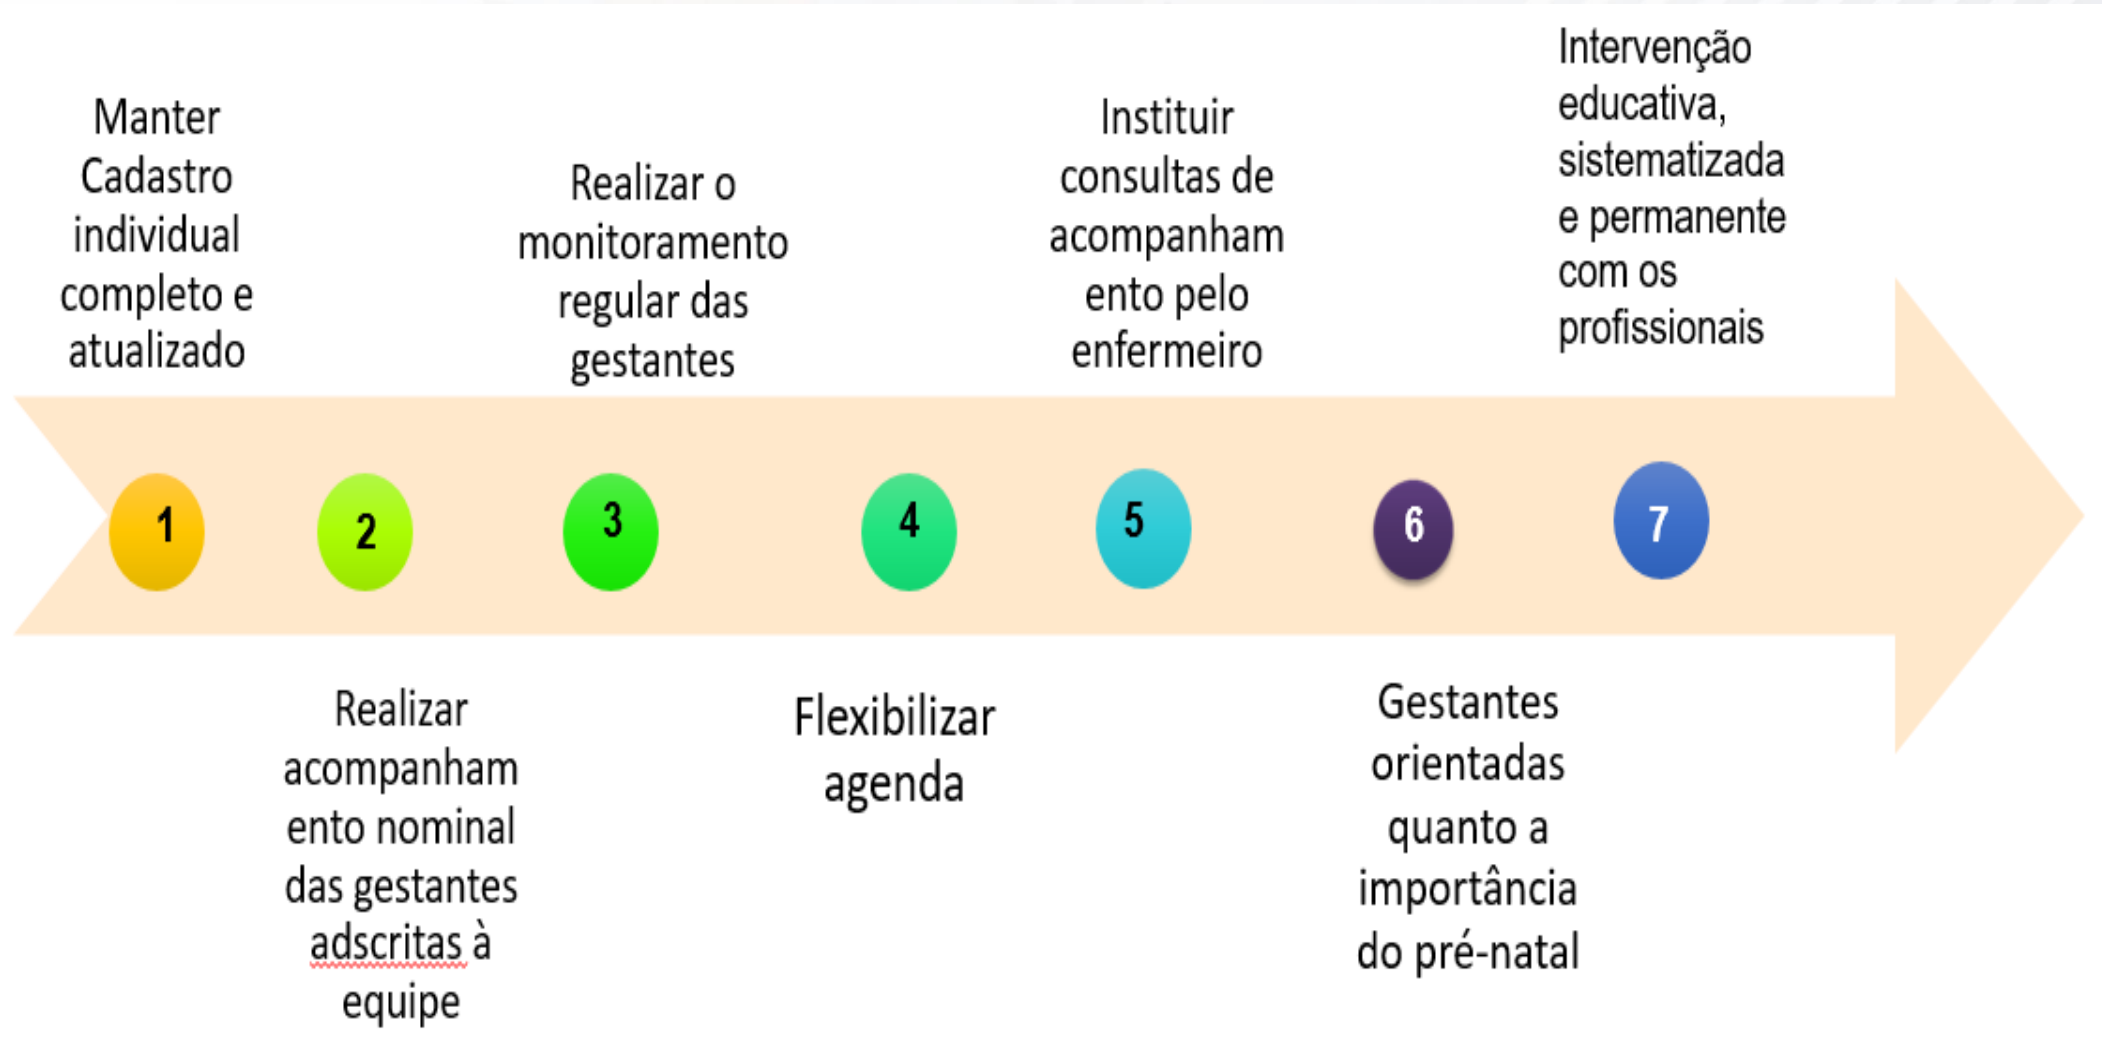 Manter
Cadastro
individual
completo e
atualizado
Realizar o
monitoramento
regular das
gestantes
Instituir
consultas de
acompanham
ento pelo
enfermeiro
Intervenção
educativa,
sistematizada
e permanente
com os
profissionais
1
2
3
4
5
6
7
Realizar
acompanham
ento nominal
das gestantes
adscritas à
equipe
Flexibilizar
agenda
Gestantes
orientadas
quanto a
importância
do pré-natal